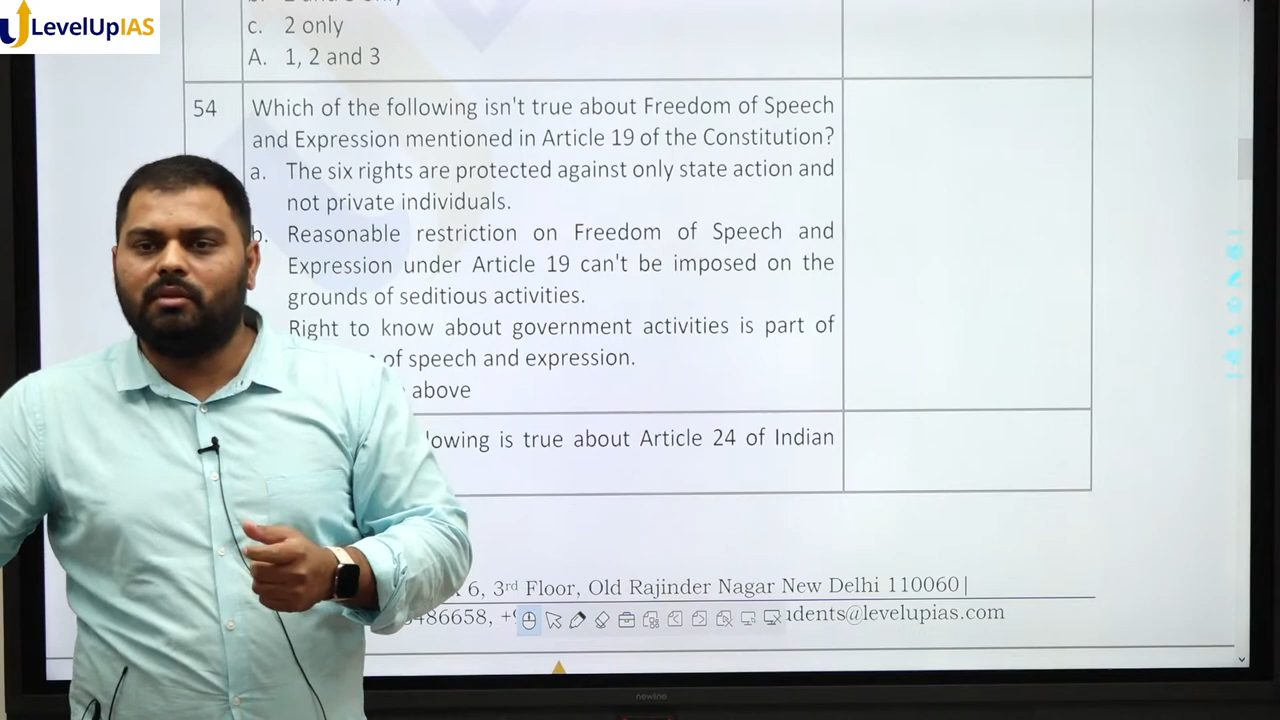 LevelUpIAS
c. 2 only
A. 1, 2 and 3
54 Which of the following isn't true about Freedom of Speech
and Expression mentioned in Article 19 of the Constitution?
a. The six rights are protected against only state action and
not private individuals.
b. Reasonable restriction on Freedom of Speech and
Expression under Article 19 can't be imposed on the
grounds of seditious activities.
Right to know about government activities is part of
of speech and expression.
above
is true about Article 24 of Indian
6, 3rd Floor, Old Rajinder Nagar New Delhi 110060|
@levelupias.com
newline